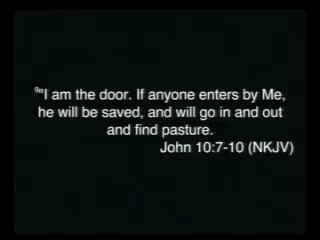 9"I am the door. If anyone enters by Me,
he will be saved, and will go in and out
and find pasture.
John 10:7-10 (NKJV)